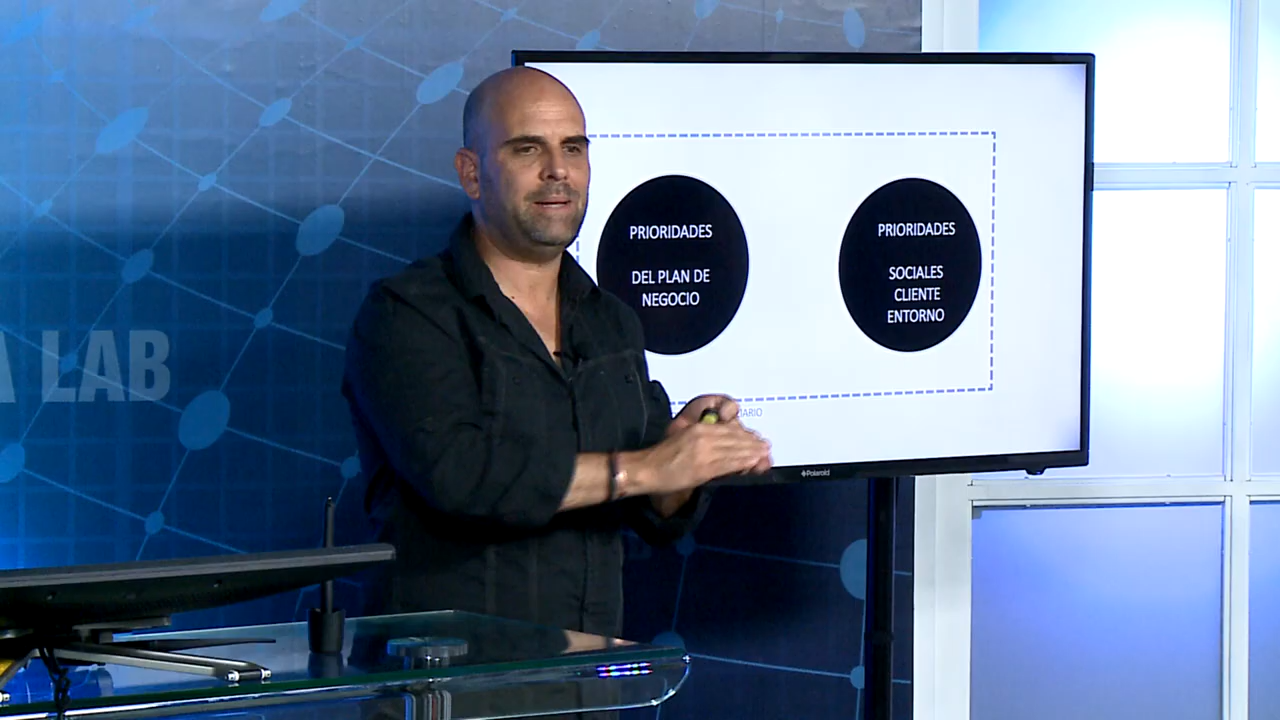 PRIORIDADES
DEL PLAN DE
NEGOCIO
PRIORIDADES
SOCIALES
CLIENTE
ENTORNO
Polaroid
LAB